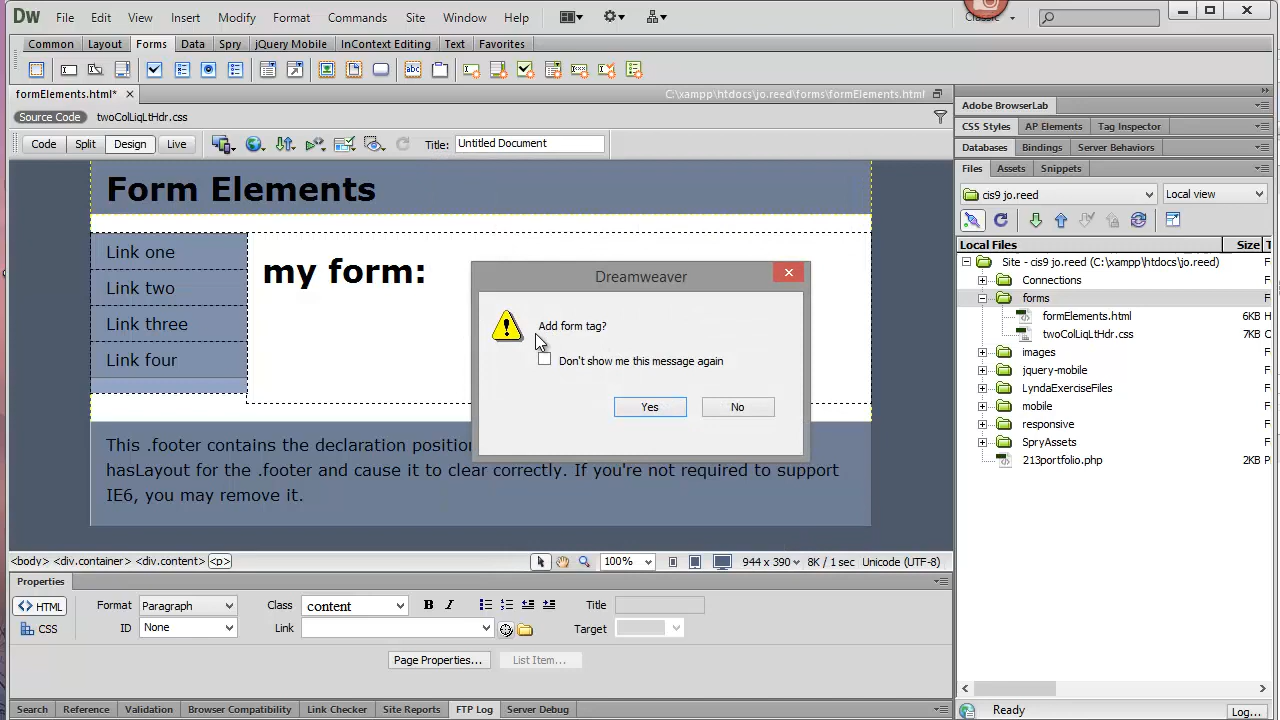 Dw File Edit View Insert Modify Format Commands Site Window Help Classic
Common Layout Forms Data Spry jQuery Mobile InContext Editing Text Favorites
formElements.html* C:\xampp\htdocs\jo.reed\forms\formElements.html
Source Code twoColLiqLtHdr.css
Code Split Design Live Title: Untitled Document
Form Elements
Link one
Link two
Link three
Link four
my form:
Dreamweaver
Add form tag?
Don't show me this message again
Yes No
This .footer contains the declaration position
hasLayout for the .footer and cause it to clear correctly. If you're not required to support
IE6, you may remove it.
<body> <div.container> <div.content> <p> 100% 944 x 390 8K / 1 sec Unicode (UTF-8)
Properties
<> HTML Format Paragraph Class content B I Title
CSS ID None Link Target
Page Properties... List Item...
Search Reference Validation Browser Compatibility Link Checker Site Reports FTP Log Server Debug
Adobe BrowserLab
CSS Styles AP Elements Tag Inspector
Databases Bindings Server Behaviors
Files Assets Snippets
cis9 jo.reed Local view
Local Files Size
Site - cis9 jo.reed (C:\xampp\htdocs\jo.reed)
Connections
forms
formElements.html 6KB
twoColLiqLtHdr.css 7KB
images
jquery-mobile
LyndaExerciseFiles
mobile
responsive
SpryAssets
213portfolio.php 2KB P
Ready Log...